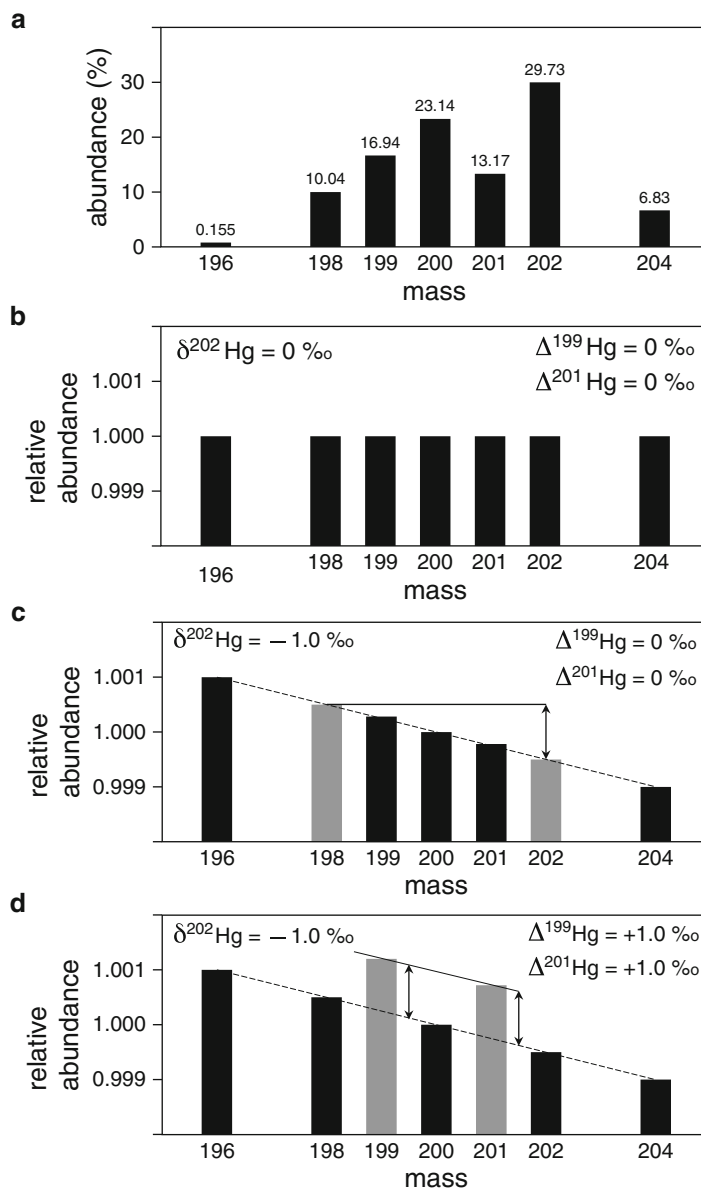 a
abundance (%)
30
20
10
0
0.155
10.04
16.94
23.14
13.17
29.73
6.83
196 198 199 200 201 202 204
mass
b
δ²⁰²Hg = 0 ‰
Δ¹⁹⁹Hg = 0 ‰
Δ²⁰¹Hg = 0 ‰
relative
abundance
1.001
1.000
0.999
196 198 199 200 201 202 204
mass
c
δ²⁰²Hg = – 1.0 ‰
Δ¹⁹⁹Hg = 0 ‰
Δ²⁰¹Hg = 0 ‰
relative
abundance
1.001
1.000
0.999
196 198 199 200 201 202 204
mass
d
δ²⁰²Hg = – 1.0 ‰
Δ¹⁹⁹Hg = +1.0 ‰
Δ²⁰¹Hg = +1.0 ‰
relative
abundance
1.001
1.000
0.999
196 198 199 200 201 202 204
mass